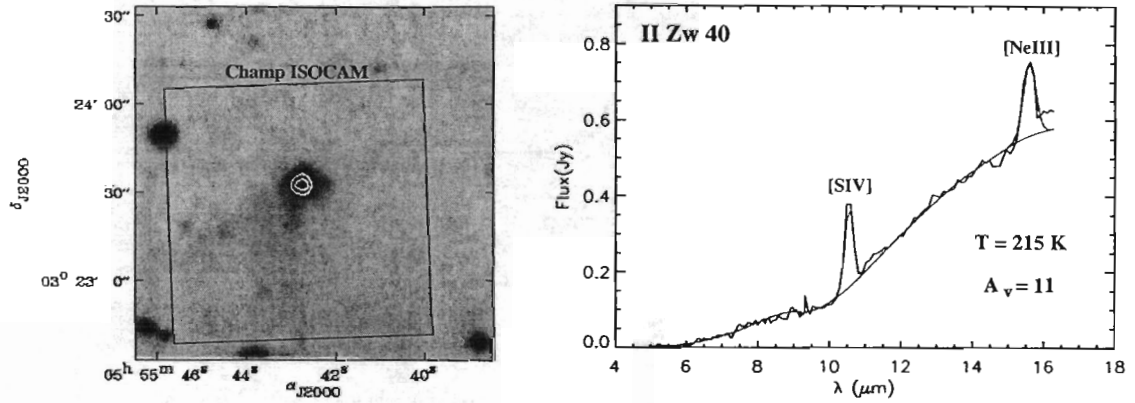 30"
24' 00"
30"
03° 23' 0"
δJ2000
Champ ISOCAM
05h 55m 46s 44s 42s 40s
αJ2000
II Zw 40
[NeIII]
[SIV]
T = 215 K
A v = 11
0.8
0.6
0.4
0.2
0.0
Flux(Jy)
4 6 8 10 12 14 16 18
λ (μm)